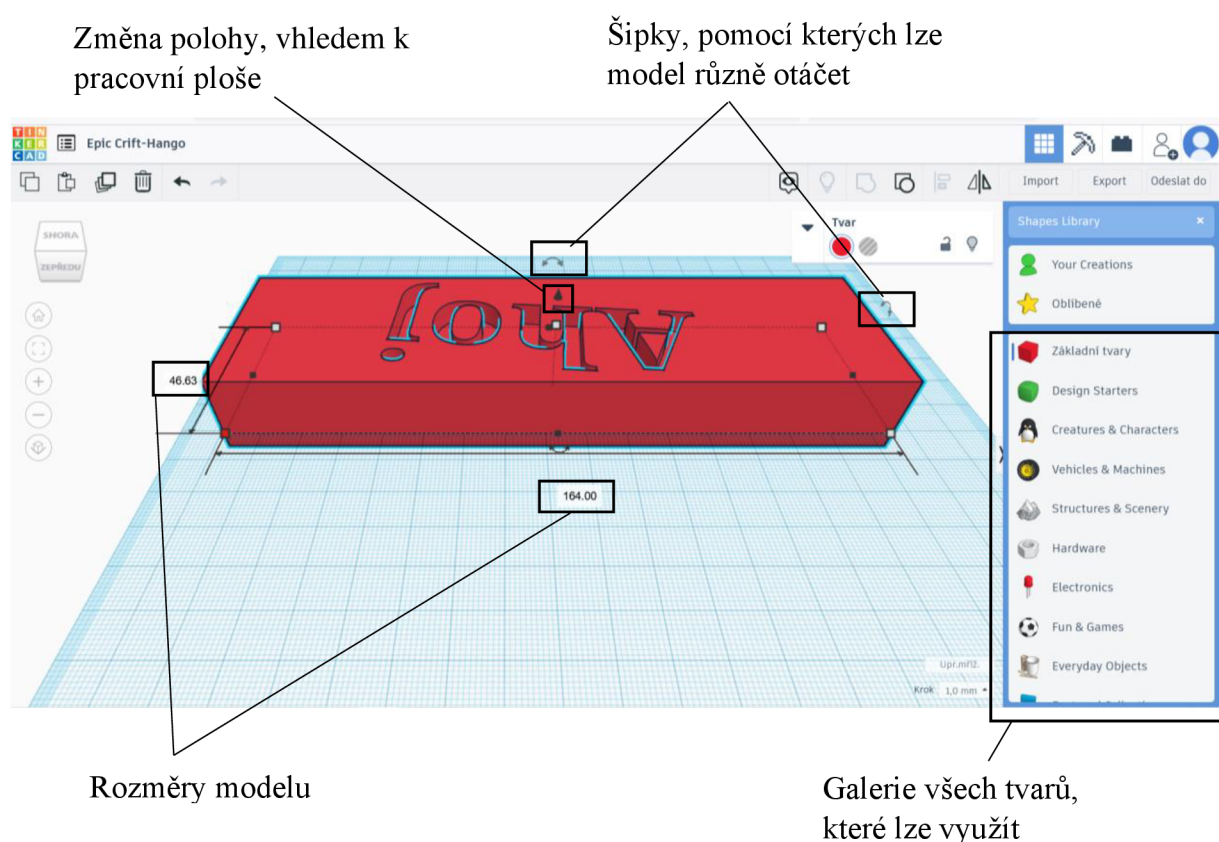 Změna polohy, vhledem k
pracovní ploše
Šipky, pomocí kterých lze
model různě otáčet
TIN
KER
CAD
Epic Crift-Hango
Import
Export
Odeslat do
SHORA
ZEPŘEDU
Tvar
Shapes Library
×
Your Creations
Oblíbené
Ahoj
Základní tvary
46.63
Design Starters
Creatures & Characters
Vehicles & Machines
164.00
Structures & Scenery
Hardware
Electronics
Fun & Games
Everyday Objects
Upr.mříž.
Krok 1,0 mm
Rozměry modelu
Galerie všech tvarů,
které lze využít